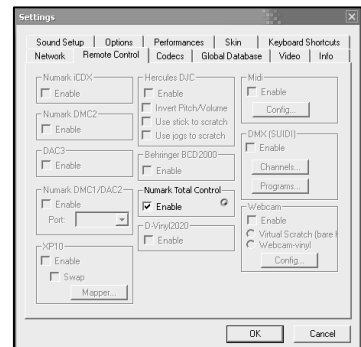 Settings
Sound Setup Options Performances Skin Keyboard Shortcuts
Network Remote Control Codecs Global Database Video Info
Numark iCDX
Enable
Numark DMC2
Enable
DAC3
Enable
Numark DMC1/DAC2
Enable
Port:
XP10
Enable
Swap
Mapper...
Hercules DJC
Enable
Invert Pitch/Volume
Use stick to scratch
Use jogs to scratch
Behringer BCD2000
Enable
Numark Total Control
Enable
D-Vinyl2020
Enable
Midi
Enable
Config...
DMX (SUIDI)
Enable
Channels...
Programs...
Webcam
Enable
Virtual Scratch (bare
Webcam-vinyl
Config...
OK Cancel